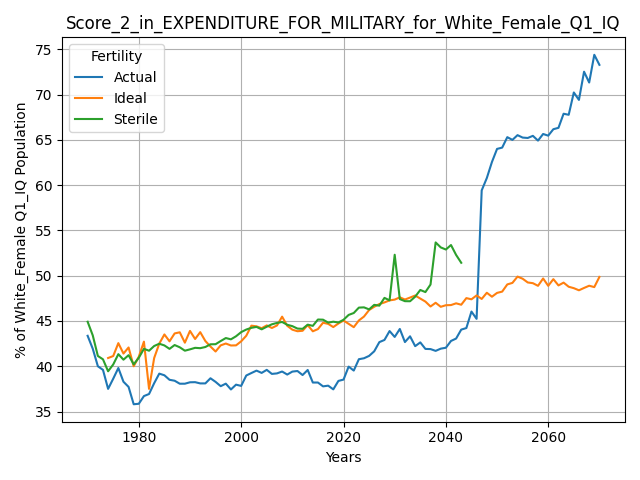 Score_2_in_EXPENDITURE_FOR_MILITARY_for_White_Female_Q1_IQ
Fertility
Actual
Ideal
Sterile
% of White_Female Q1_IQ Population
75
70
65
60
55
50
45
40
35
1980
2000
2020
2040
2060
Years